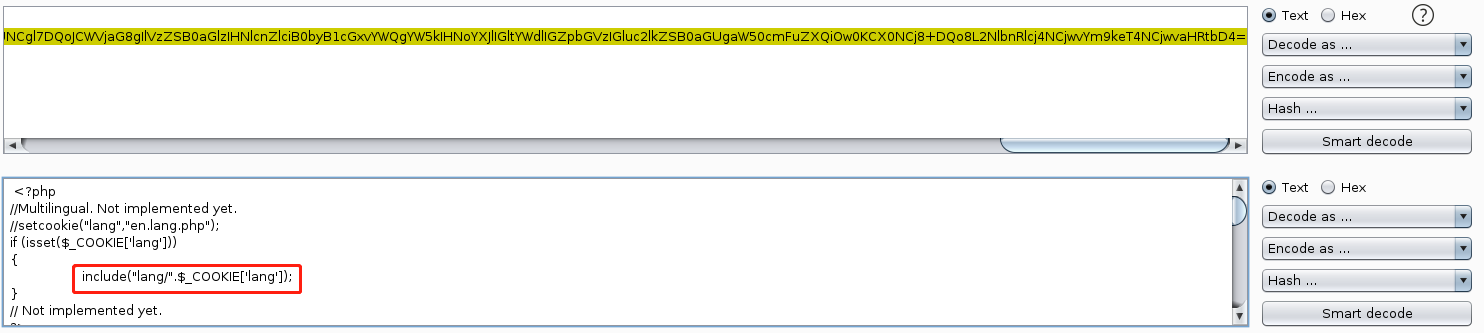 UNCgl7DQoJCWVjaG8gIlVzZSB0aGlzIHNlcnZlciB0byB1cGxvYWQgYW5kIHNoYXJlIGltYWdlIGZpbGVzIGluc2lkZSB0aGUgaW50cmFuZXQiOw0KCX0NCj8+DQo8L2NlbnRlcj4NCjwvYm9keT4NCjwvaHRtbD4=
Text Hex ?
Decode as ...
Encode as ...
Hash ...
Smart decode
<?php
//Multilingual. Not implemented yet.
//setcookie("lang","en.lang.php");
if (isset($_COOKIE['lang']))
{
include("lang/".$_COOKIE['lang']);
}
// Not implemented yet.
Text Hex
Decode as ...
Encode as ...
Hash ...
Smart decode